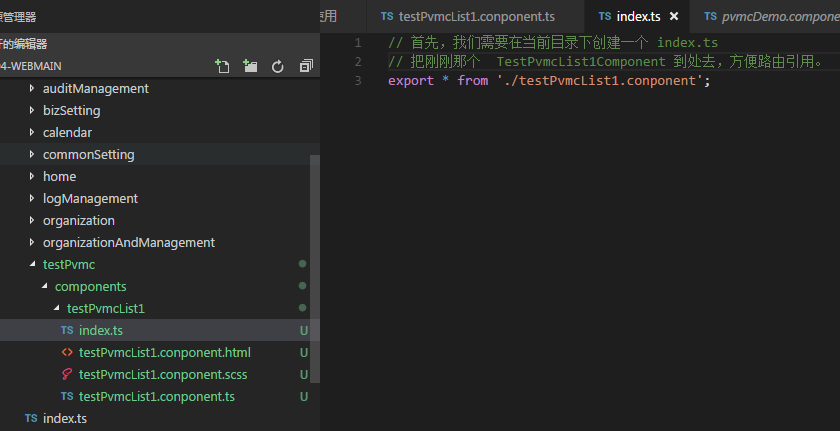 原管理器
开的编辑器
04-WEBMAIN
auditManagement
bizSetting
calendar
commonSetting
home
logManagement
organization
organizationAndManagement
testPvmc
components
testPvmcList1
TS index.ts U
<> testPvmcList1.conponent.html U
testPvmcList1.conponent.scss U
TS testPvmcList1.conponent.ts U
TS index.ts
使用
TS testPvmcList1.conponent.ts
TS index.ts ×
TS pvmcDemo.compone
1 // 首先，我们需要在当前目录下创建一个 index.ts
2 // 把刚刚那个 TestPvmcList1Component 到处去，方便路由引用。
3 export * from './testPvmcList1.conponent';